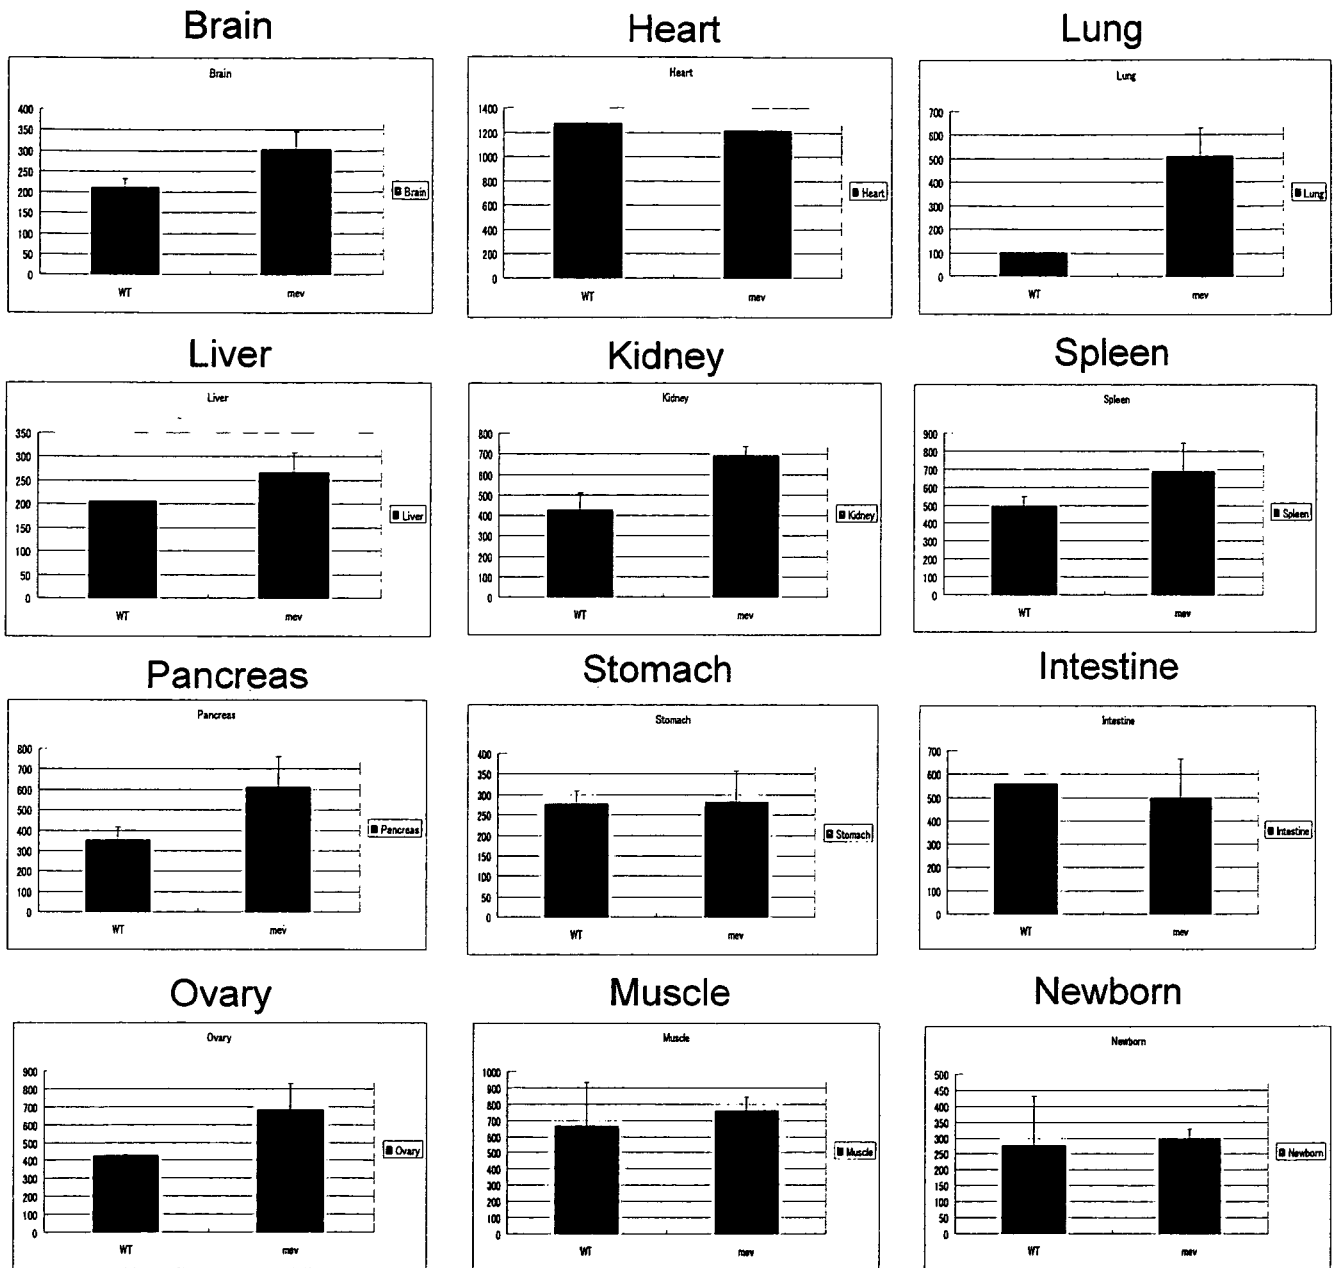 Brain
Heart
Lung
Brain
400
350
300
250
200
150
100
50
0
WT
mev
Brain
Heart
1400
1200
1000
800
600
400
200
0
WT
mev
Heart
Lung
700
600
500
400
300
200
100
0
WT
mev
Lung
Liver
Kidney
Spleen
Liver
350
300
250
200
150
100
50
0
WT
mev
Liver
Kidney
800
700
600
500
400
300
200
100
0
WT
mev
Kidney
Spleen
900
800
700
600
500
400
300
200
100
0
WT
mev
Spleen
Pancreas
Stomach
Intestine
Pancreas
800
700
600
500
400
300
200
100
0
WT
mev
Pancreas
Stomach
400
350
300
250
200
150
100
50
0
WT
mev
Stomach
Intestine
700
600
500
400
300
200
100
0
WT
mev
Intestine
Ovary
Muscle
Newborn
Ovary
900
800
700
600
500
400
300
200
100
0
WT
mev
Ovary
Muscle
1000
900
800
700
600
500
400
300
200
100
0
WT
mev
Muscle
Newborn
500
450
400
350
300
250
200
150
100
50
0
WT
mev
Newborn